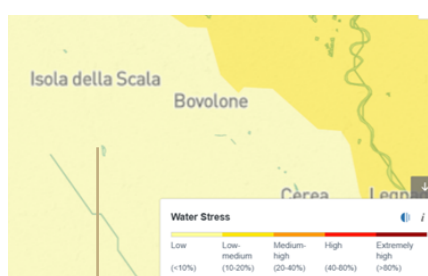 Isola della Scala
Bovolone
Cerea
Water Stress i
Low Low-medium Medium-high High Extremely high
(<10%) (10-20%) (20-40%) (40-80%) (>80%)